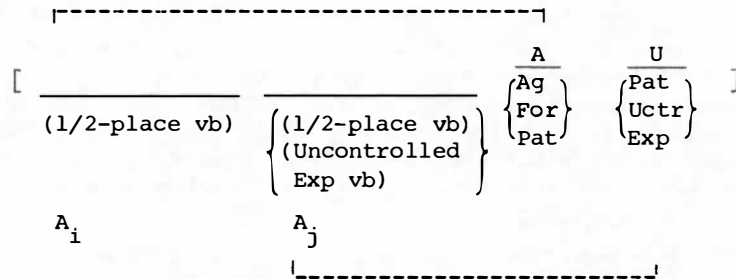 A U
[ Ag Pat ]
(1/2-place vb) (1/2-place vb) For Uctr
(Uncontrolled Pat Exp
Exp vb)
A_i A_j